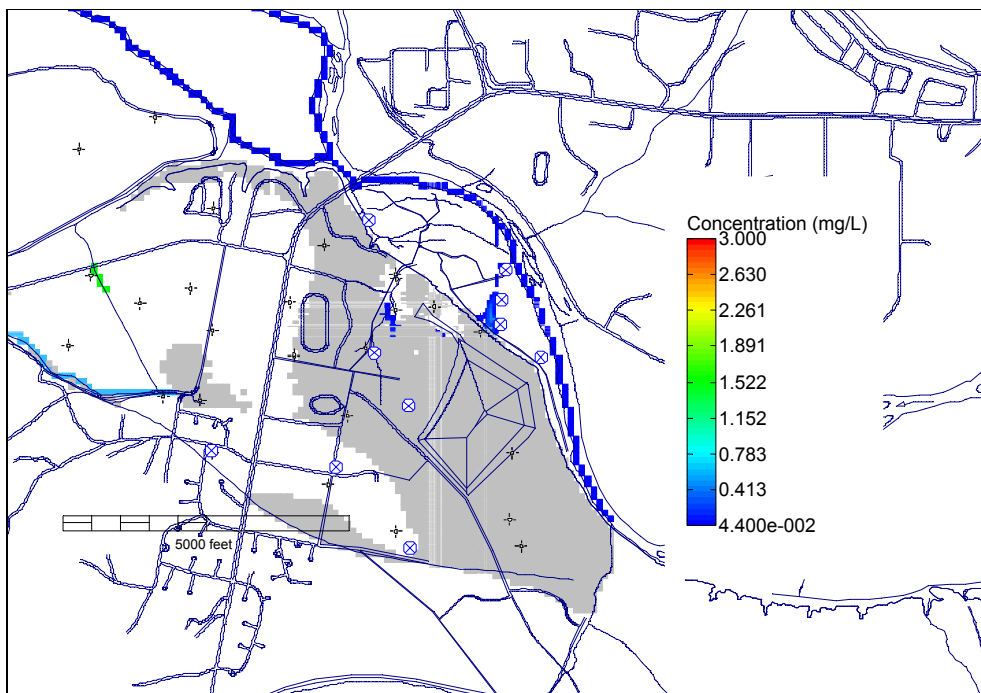 Concentration (mg/L)
3.000
2.630
2.261
1.891
1.522
1.152
0.783
0.413
4.400e-002
5000 feet